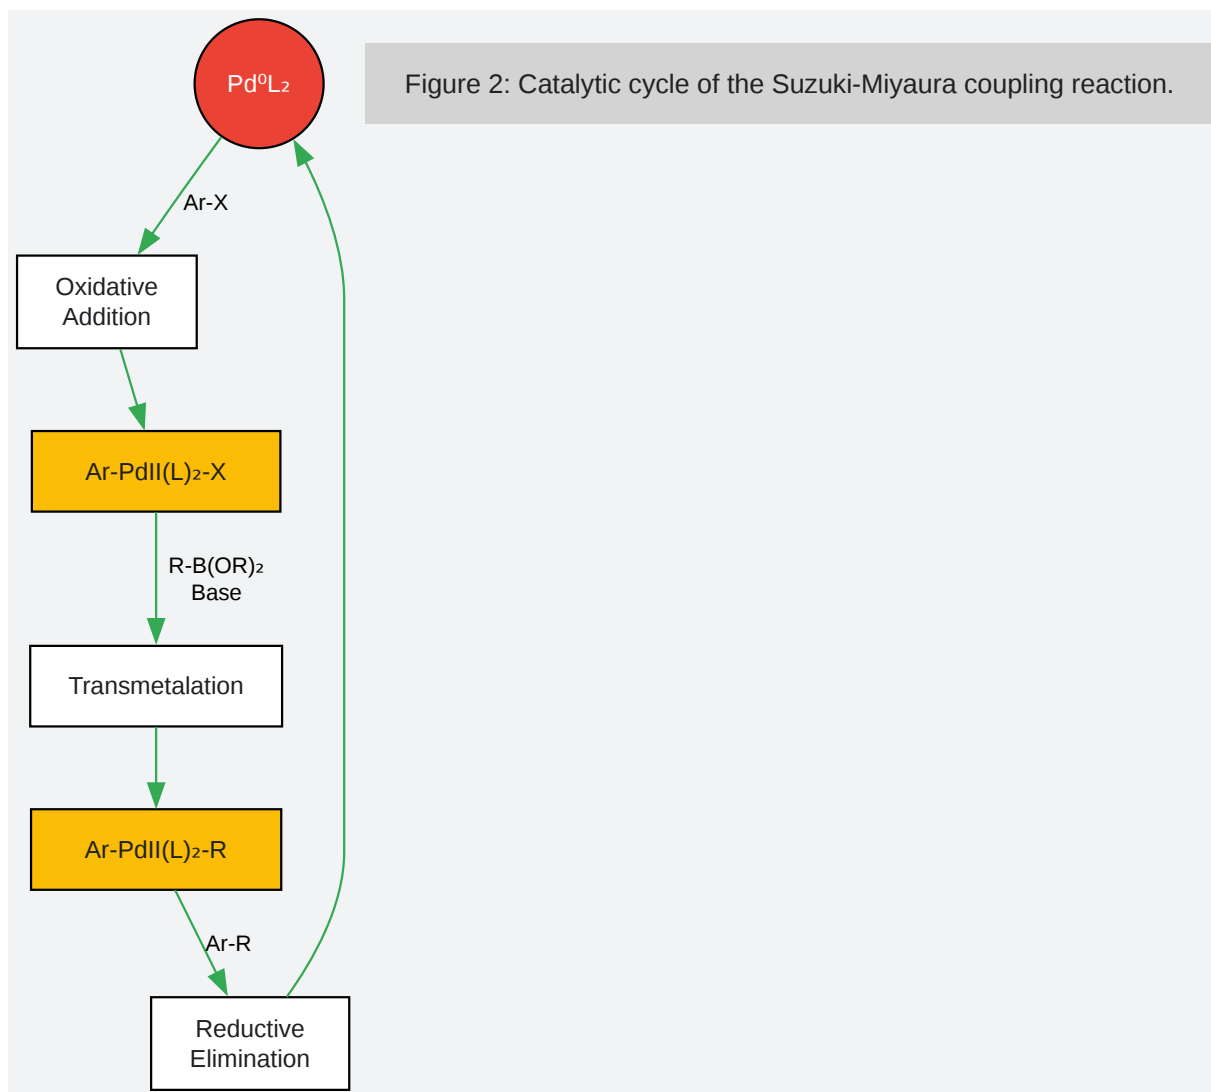 Pd⁰L₂
Figure 2: Catalytic cycle of the Suzuki-Miyaura coupling reaction.
Ar-X
Oxidative
Addition
Ar-PdII(L)₂-X
R-B(OR)₂
Base
Transmetalation
Ar-PdII(L)₂-R
Ar-R
Reductive
Elimination